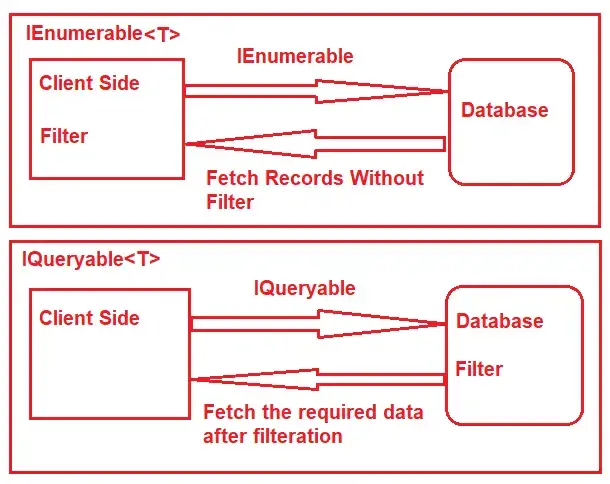 IEnumerable<T>
IEnumerable
Client Side
Filter
Database
Fetch Records Without
Filter
IQueryable<T>
IQueryable
Client Side
Database
Filter
Fetch the required data
after filteration